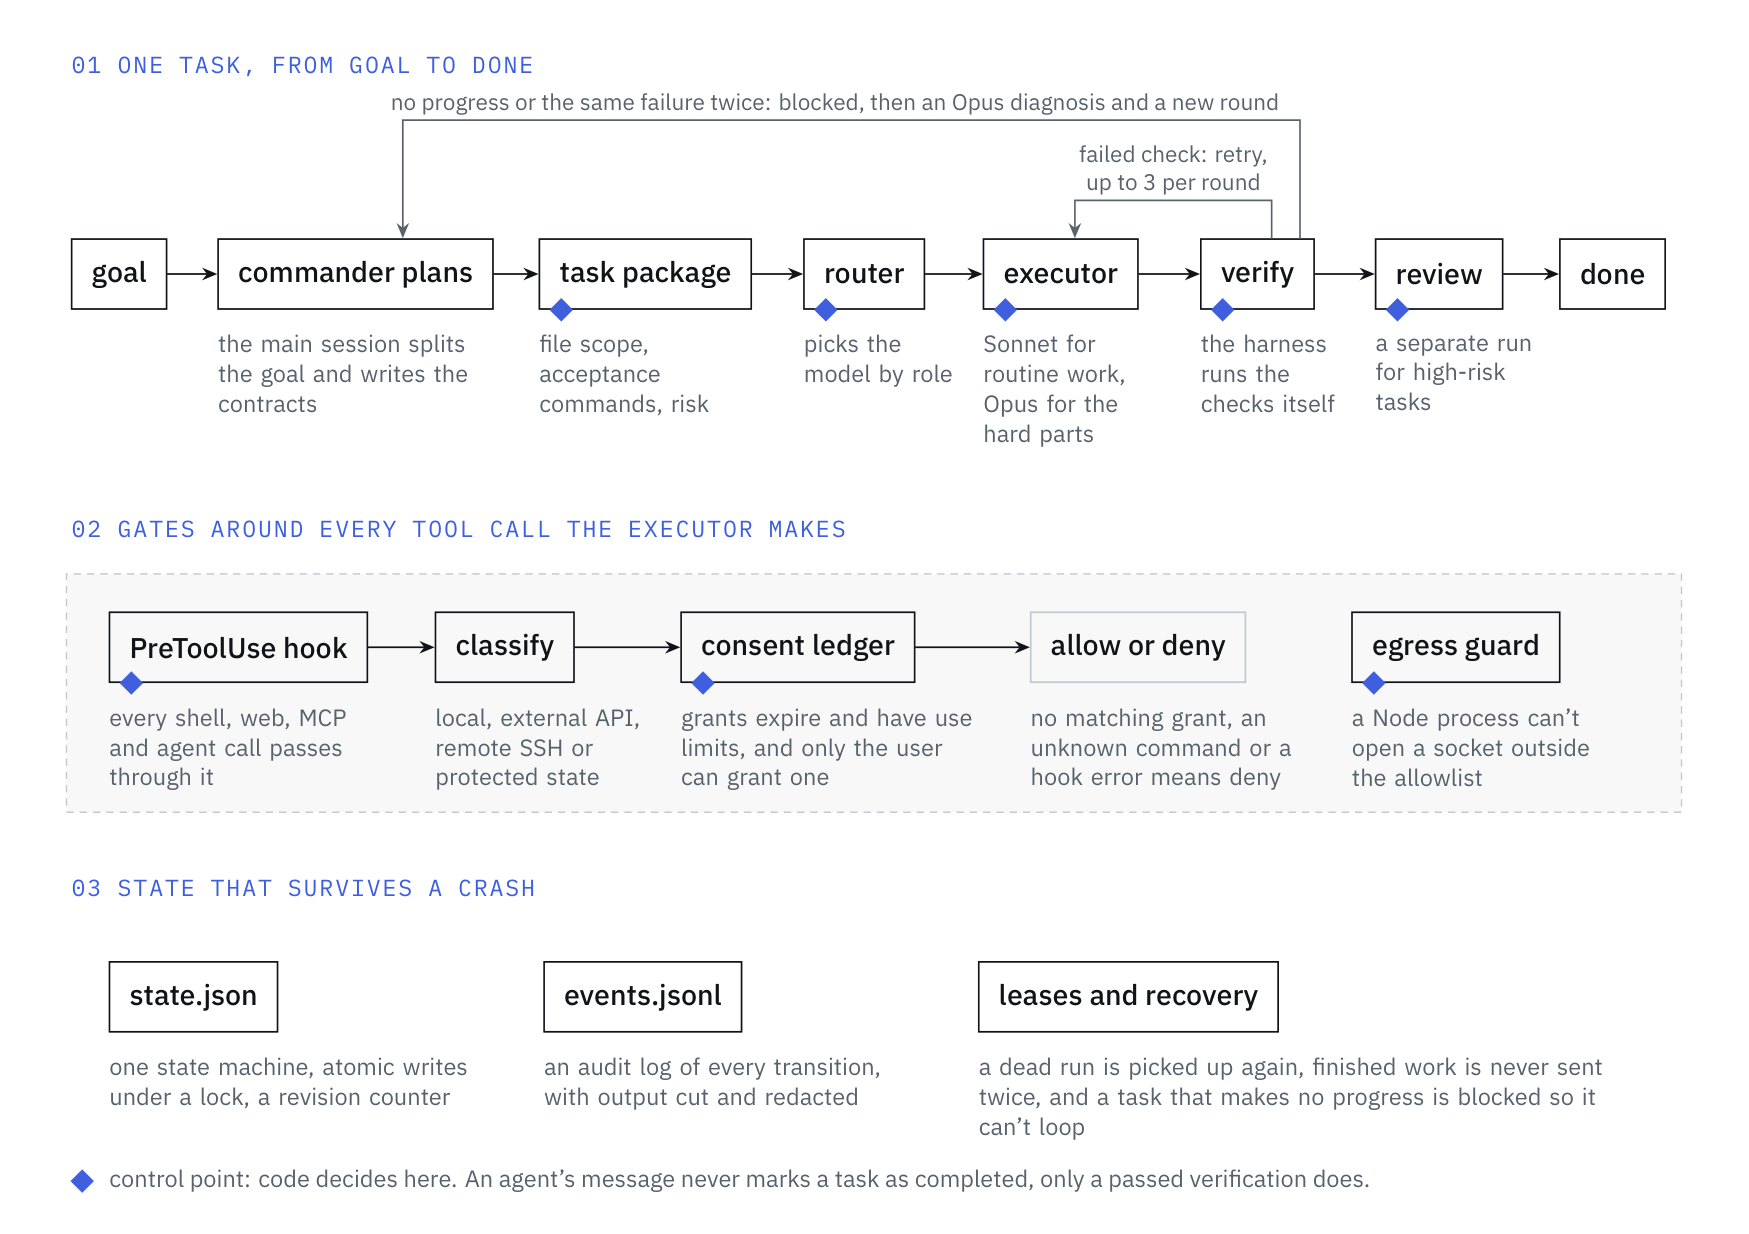 01 ONE TASK, FROM GOAL TO DONE
no progress or the same failure twice: blocked, then an Opus diagnosis and a new round
failed check: retry,
up to 3 per round
goal
commander plans
the main session splits
the goal and writes the
contracts
task package
file scope,
acceptance
commands, risk
router
picks the
model by role
executor
Sonnet for
routine work,
Opus for the
hard parts
verify
the harness
runs the
checks itself
review
a separate run
for high-risk
tasks
done
02 GATES AROUND EVERY TOOL CALL THE EXECUTOR MAKES
PreToolUse hook
every shell, web, MCP
and agent call passes
through it
classify
local, external API,
remote SSH or
protected state
consent ledger
grants expire and have use
limits, and only the user
can grant one
allow or deny
no matching grant, an
unknown command or a
hook error means deny
egress guard
a Node process can’t
open a socket outside
the allowlist
03 STATE THAT SURVIVES A CRASH
state.json
one state machine, atomic writes
under a lock, a revision counter
events.jsonl
an audit log of every transition,
with output cut and redacted
leases and recovery
a dead run is picked up again, finished work is never sent
twice, and a task that makes no progress is blocked so it
can’t loop
control point: code decides here. An agent’s message never marks a task as completed, only a passed verification does.